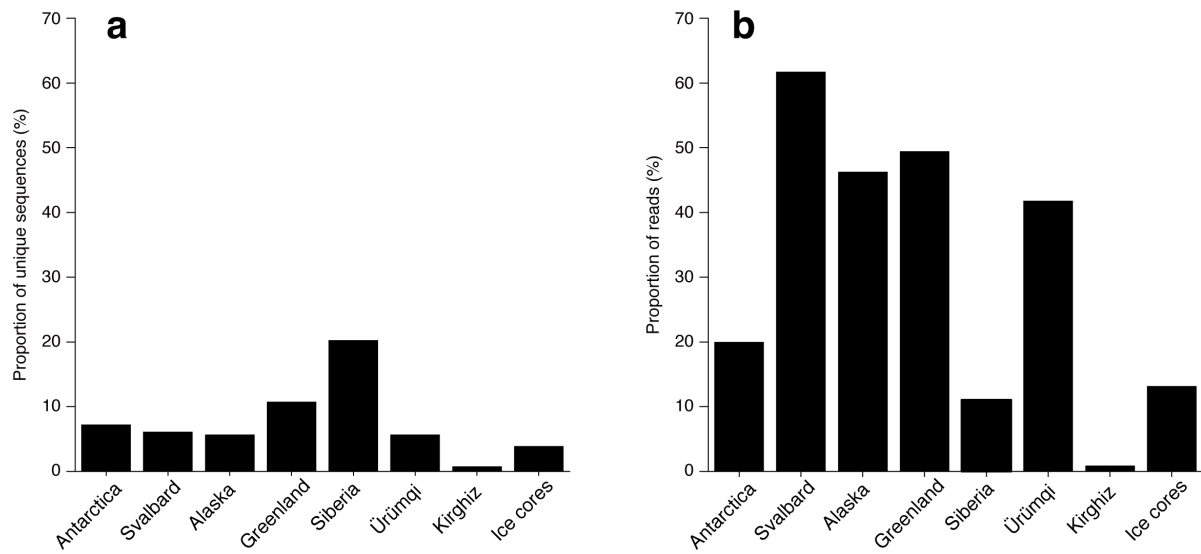 a
Proportion of unique sequences (%)
70
60
50
40
30
20
10
0
Antarctica
Svalbard
Alaska
Greenland
Siberia
Ürümqi
Kirghiz
Ice cores
b
Proportion of reads (%)
70
60
50
40
30
20
10
0
Antarctica
Svalbard
Alaska
Greenland
Siberia
Ürümqi
Kirghiz
Ice cores